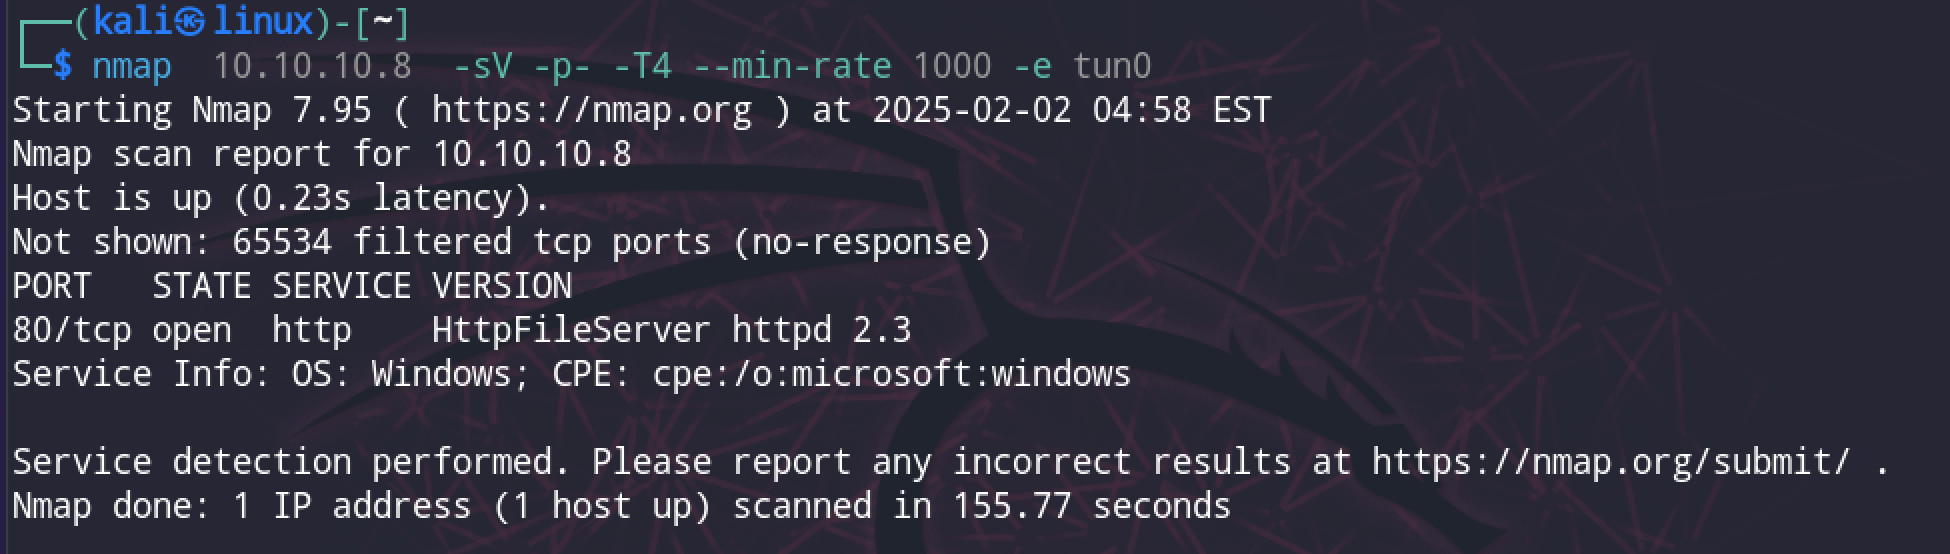 ┌──(kali㉿linux)-[~]
└─$ nmap  10.10.10.8  -sV -p- -T4 --min-rate 1000 -e tun0
Starting Nmap 7.95 ( https://nmap.org ) at 2025-02-02 04:58 EST
Nmap scan report for 10.10.10.8
Host is up (0.23s latency).
Not shown: 65534 filtered tcp ports (no-response)
PORT   STATE SERVICE VERSION
80/tcp open  http    HttpFileServer httpd 2.3
Service Info: OS: Windows; CPE: cpe:/o:microsoft:windows

Service detection performed. Please report any incorrect results at https://nmap.org/submit/ .
Nmap done: 1 IP address (1 host up) scanned in 155.77 seconds